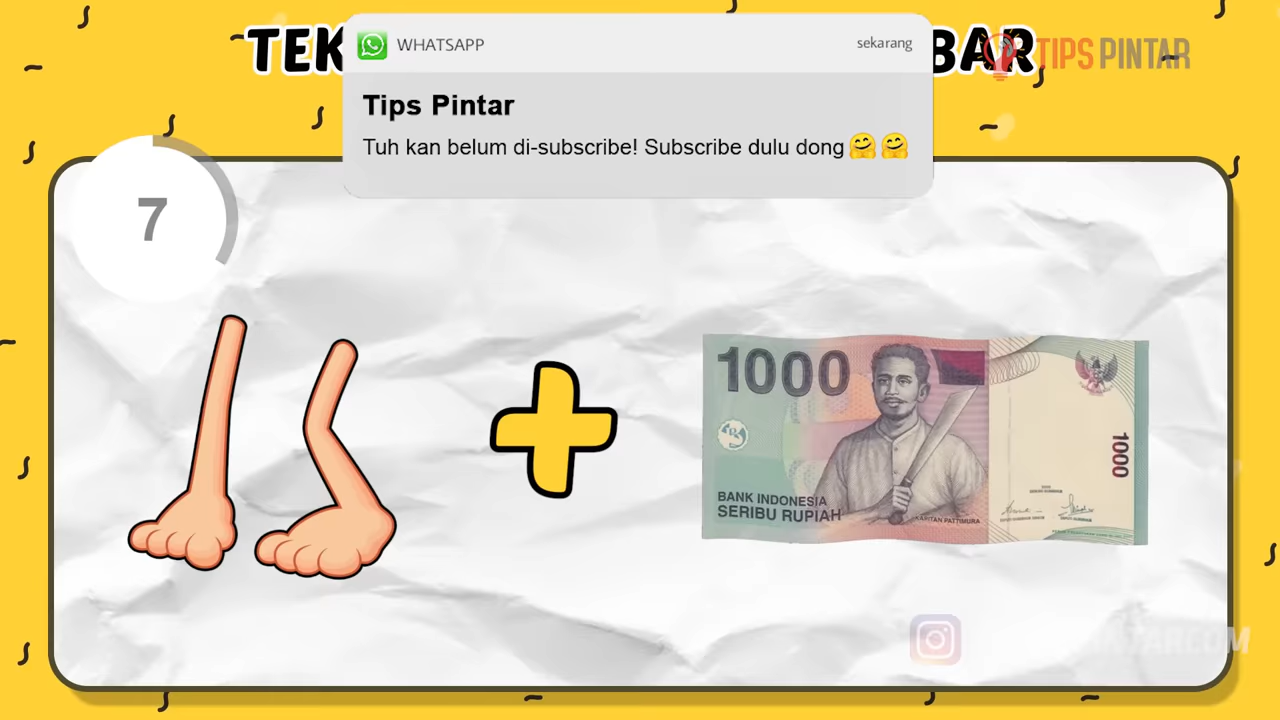 TEK
BAR
TIPS PINTAR
WHATSAPP
sekarang
Tips Pintar
Tuh kan belum di-subscribe! Subscribe dulu dong 🤗🤗
7
1000
1000
BANK INDONESIA
SERIBU RUPIAH
KAPITAN PATTIMURA